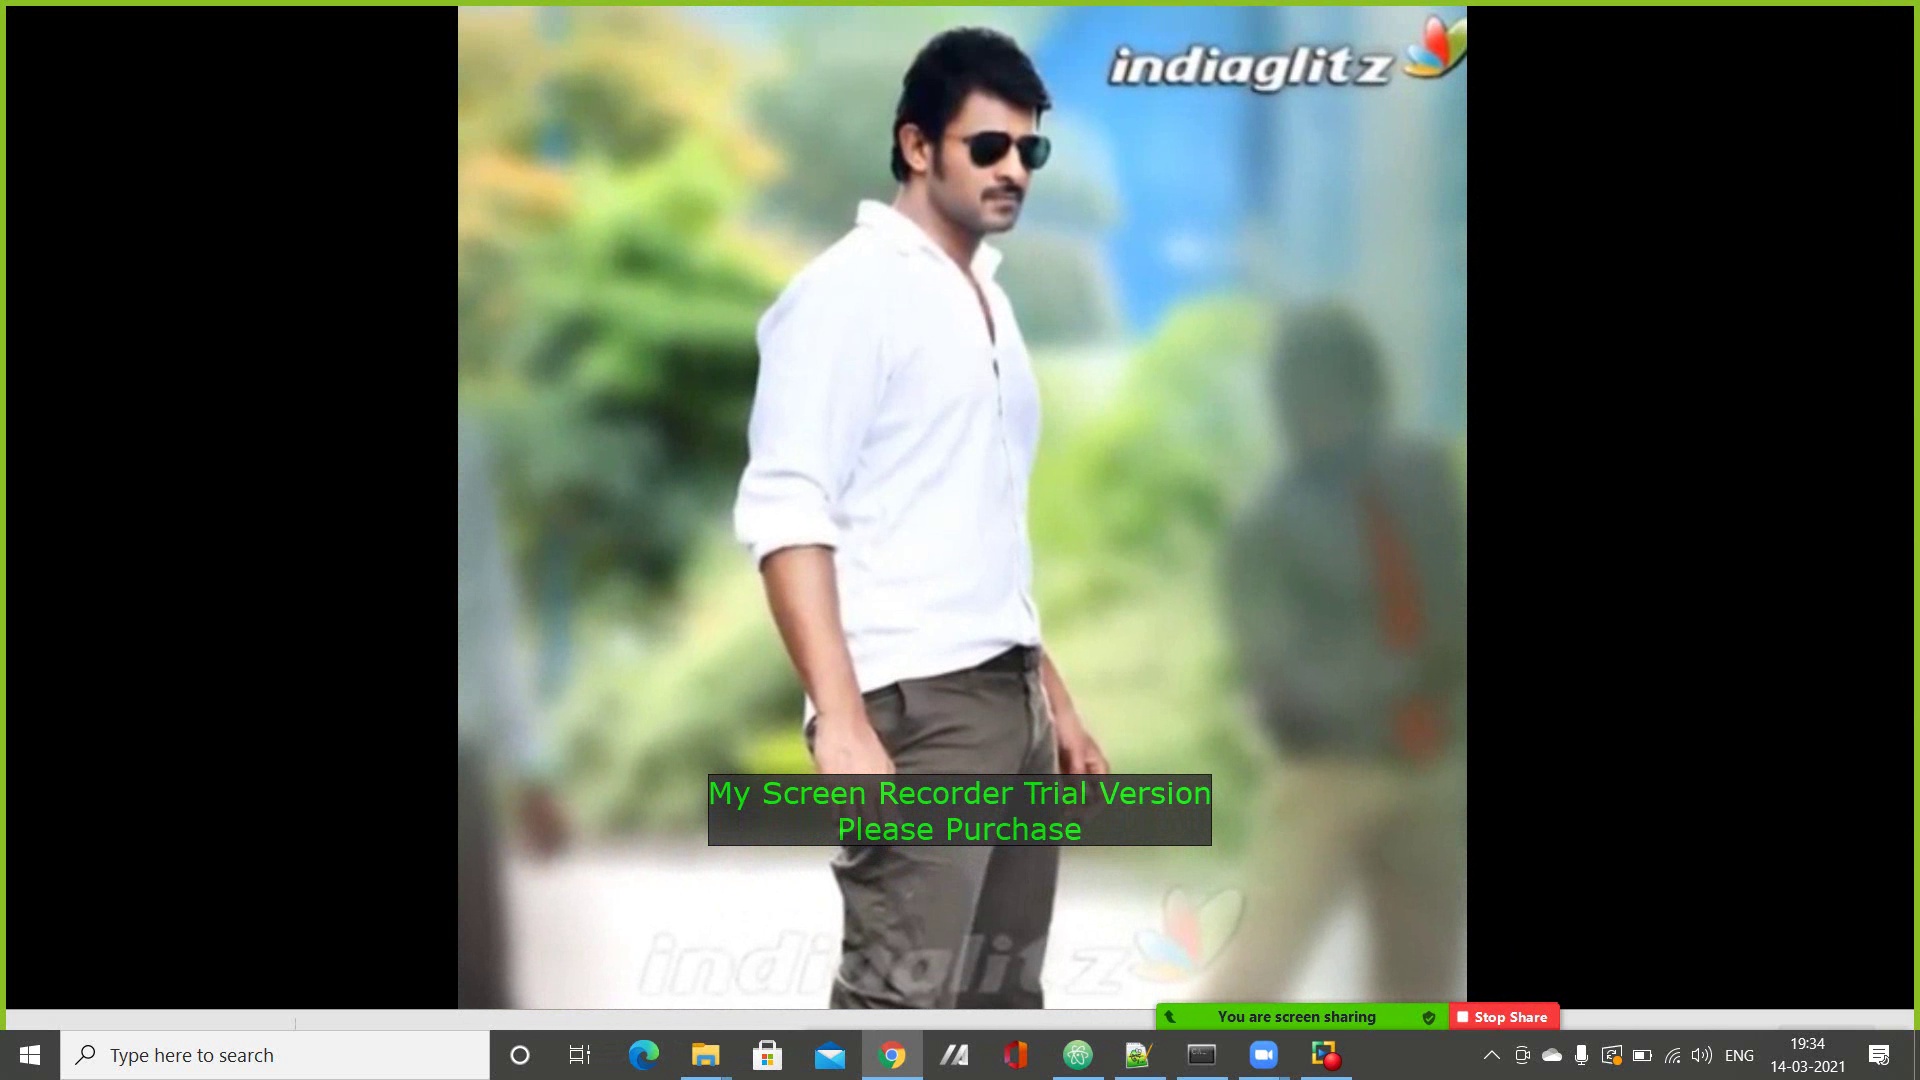 indiaglitz
My Screen Recorder Trial Version
Please Purchase
indiaglitz
You are screen sharing
Stop Share
Type here to search
ENG
19:34
14-03-2021